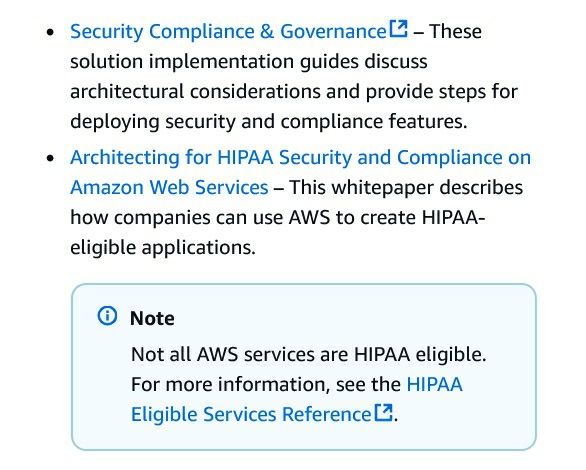 • Security Compliance & Governance – These
solution implementation guides discuss
architectural considerations and provide steps for
deploying security and compliance features.
• Architecting for HIPAA Security and Compliance on
Amazon Web Services – This whitepaper describes
how companies can use AWS to create HIPAA-
eligible applications.
Note
Not all AWS services are HIPAA eligible.
For more information, see the HIPAA
Eligible Services Reference.